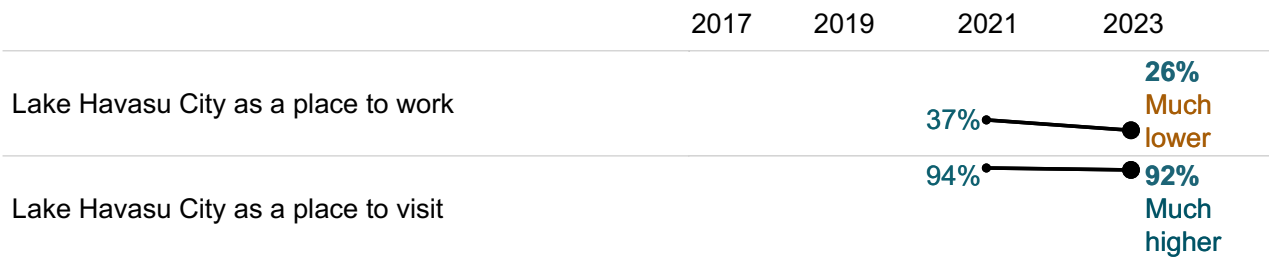 2017 2019 2021 2023
26%
Lake Havasu City as a place to work
Much
37%
lower
94%
92%
Lake Havasu City as a place to visit
Much
higher